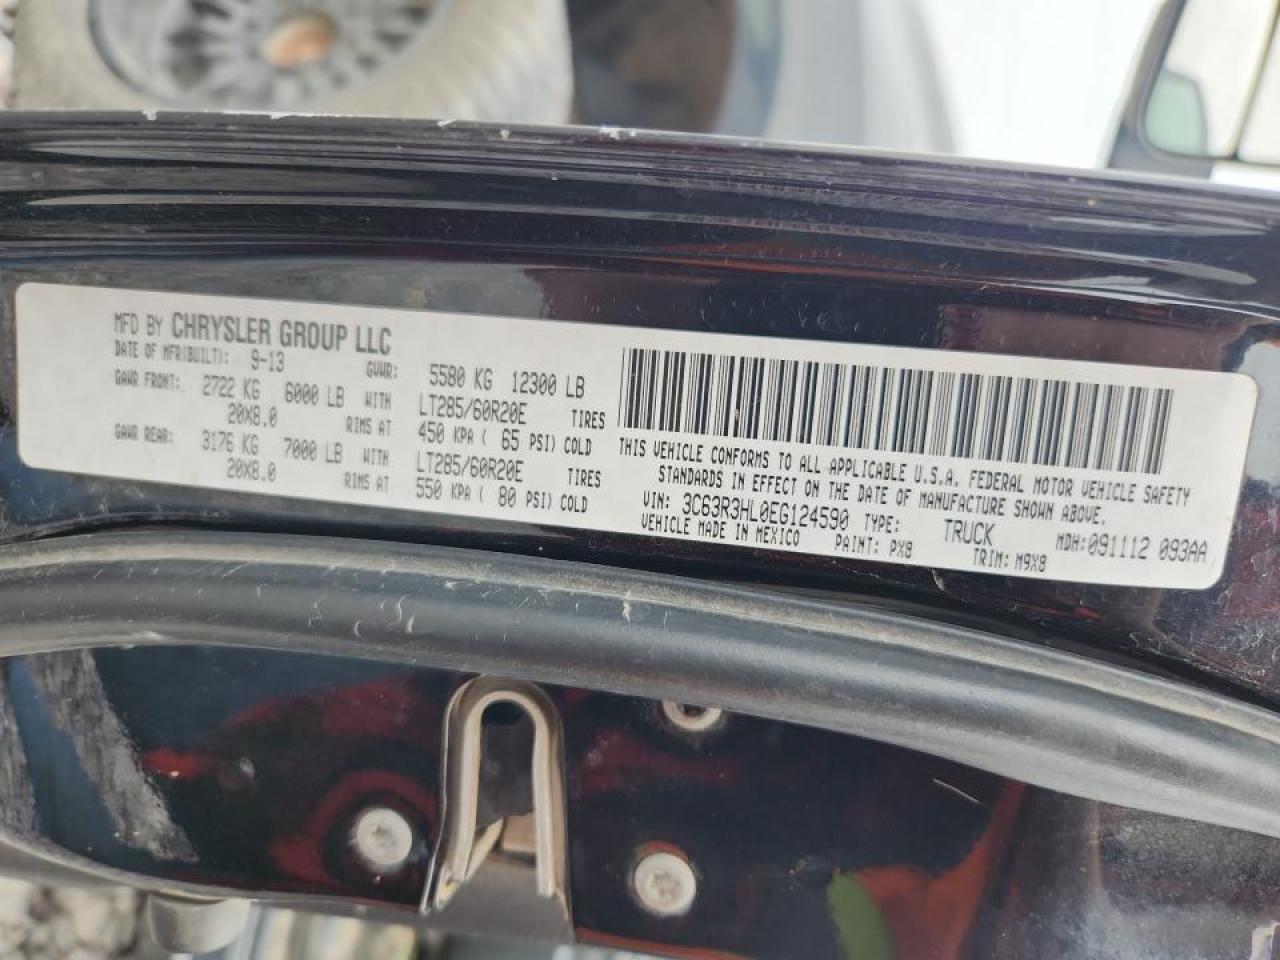 MFD BY CHRYSLER GROUP LLC
DATE OF MFR(BUILT): 9-13 GVWR: 5580 KG 12300 LB
GAWR FRONT: 2722 KG 6000 LB WITH LT285/60R20E TIRES
20X8.0 RIMS AT 450 KPA ( 65 PSI) COLD
GAWR REAR: 3176 KG 7000 LB WITH LT285/60R20E TIRES
20X8.0 RIMS AT 550 KPA ( 80 PSI) COLD
THIS VEHICLE CONFORMS TO ALL APPLICABLE U.S.A. FEDERAL MOTOR VEHICLE SAFETY
STANDARDS IN EFFECT ON THE DATE OF MANUFACTURE SHOWN ABOVE.
VIN: 3C63R3HL0EG124590 TYPE: TRUCK MDH:091112 093AA
VEHICLE MADE IN MEXICO PAINT: PX8 TRIM: M9X8